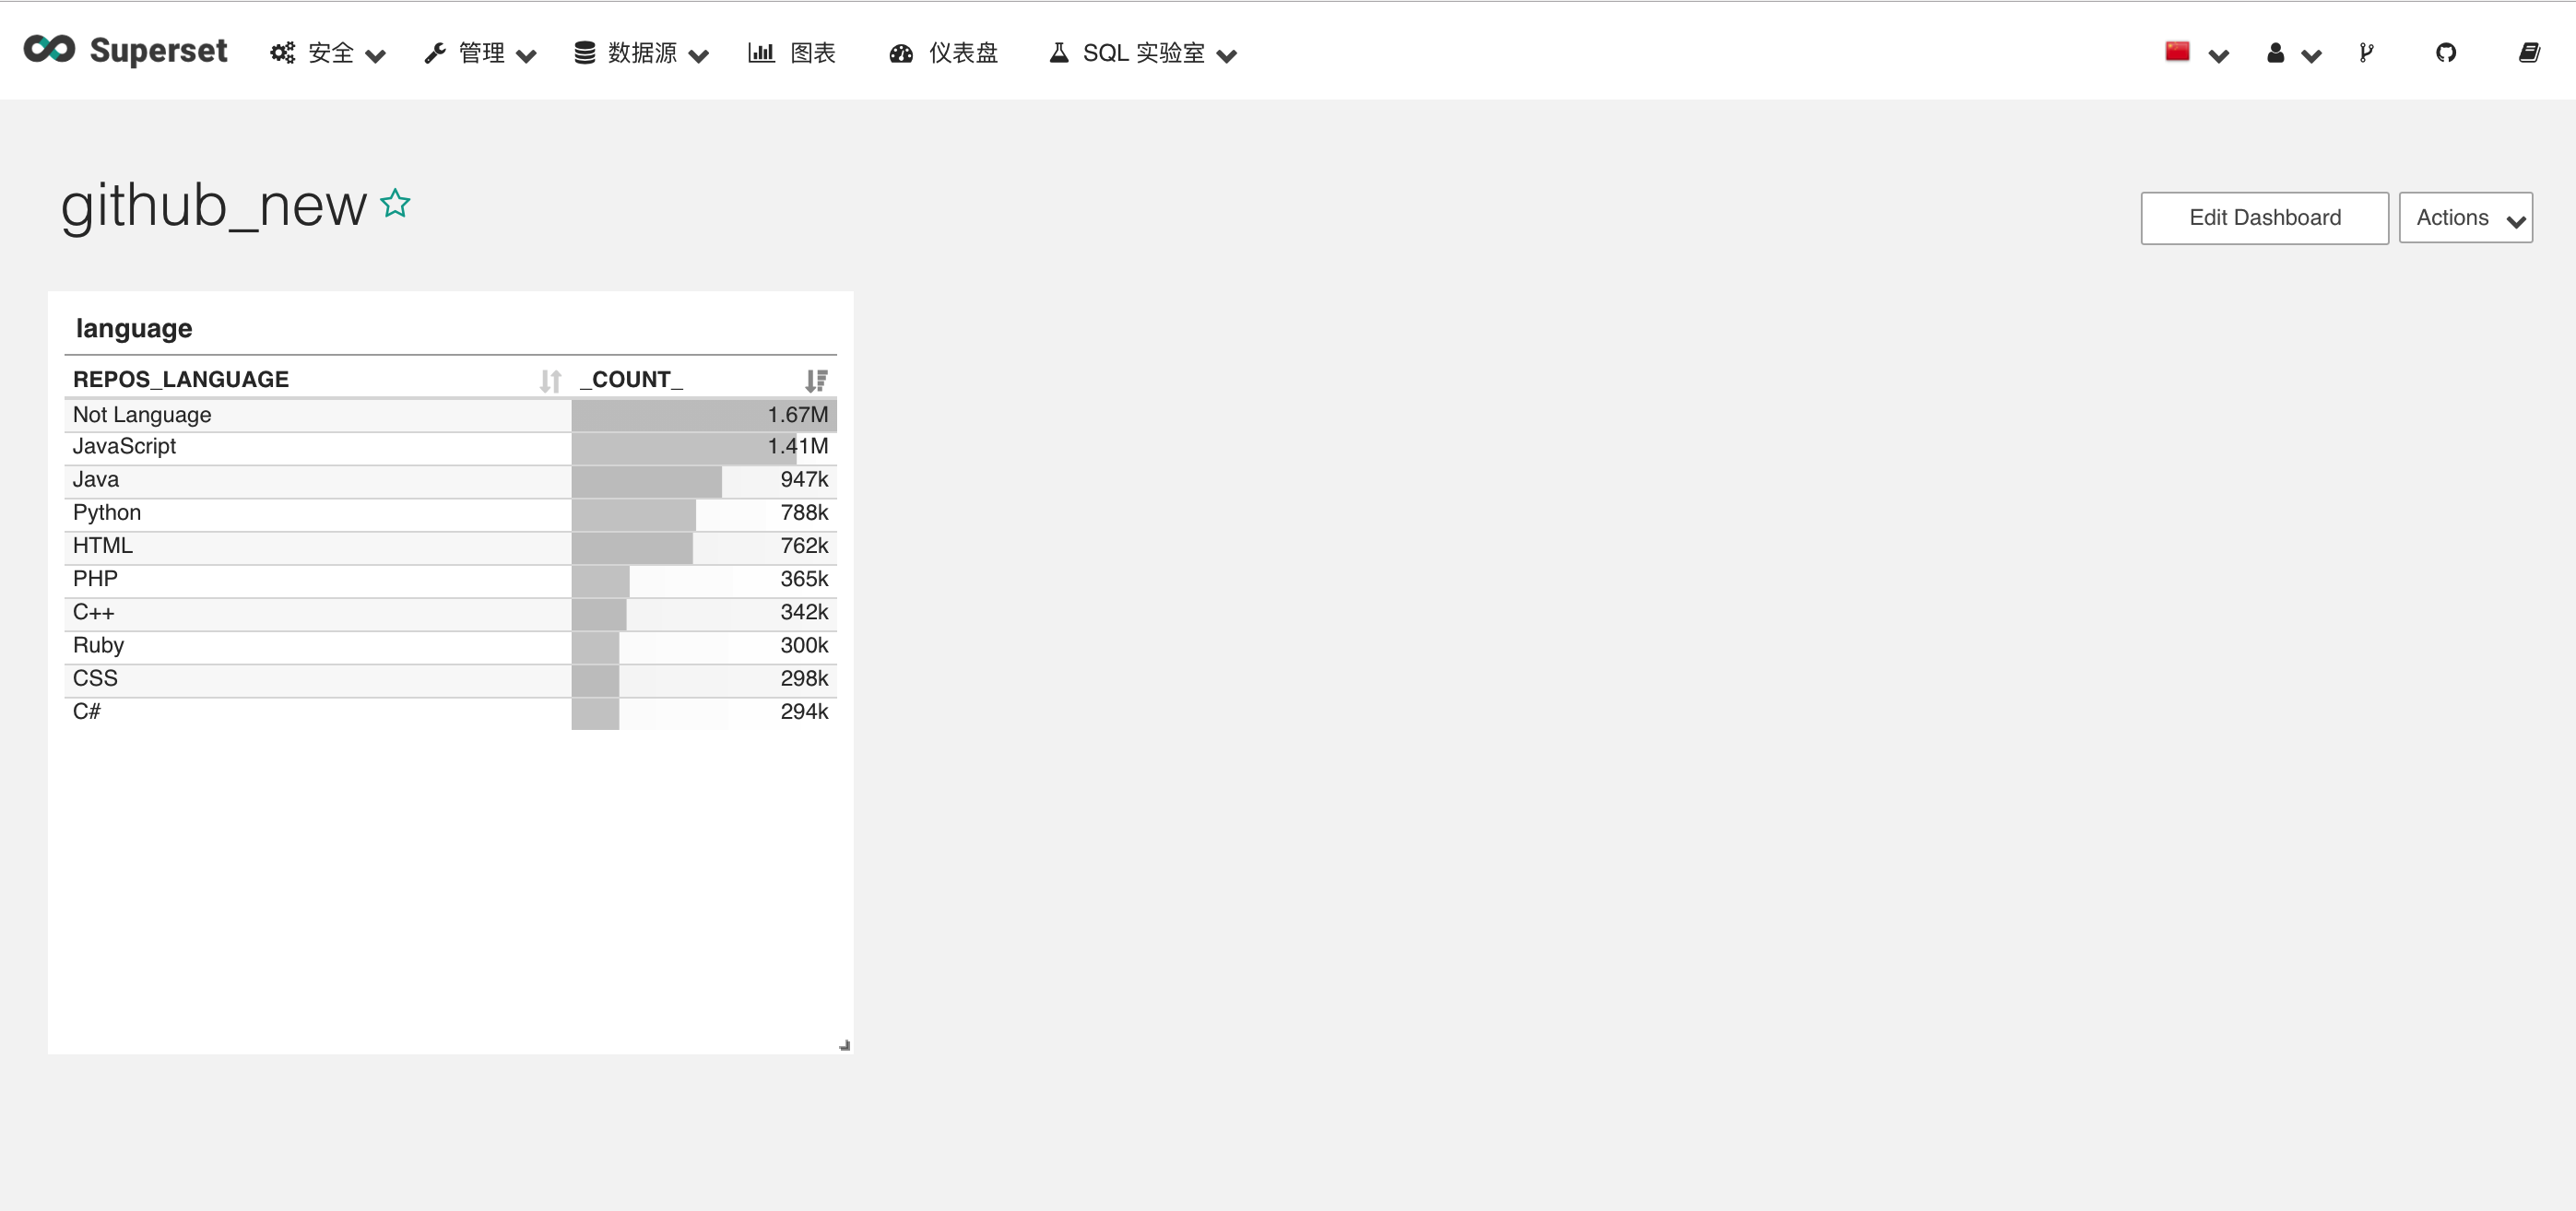 Superset 安全 管理 数据源 图表 仪表盘 SQL 实验室
github_new
Edit Dashboard Actions
language
REPOS_LANGUAGE _COUNT_
Not Language 1.67M
JavaScript 1.41M
Java 947k
Python 788k
HTML 762k
PHP 365k
C++ 342k
Ruby 300k
CSS 298k
C# 294k